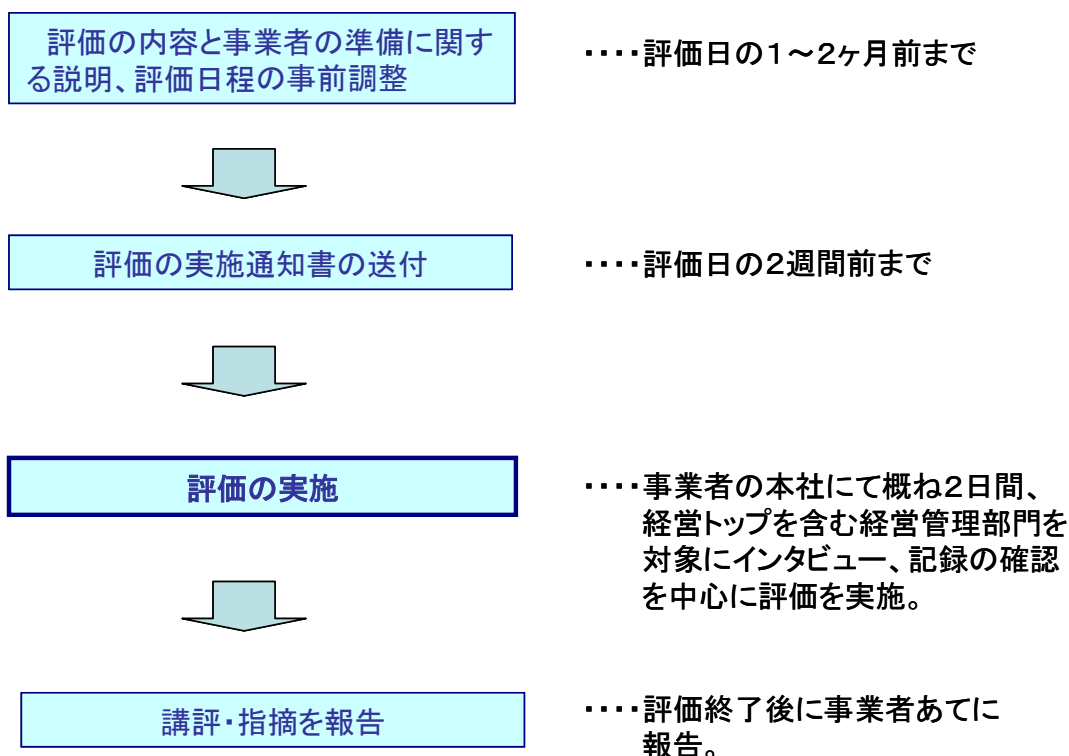 評価の内容と事業者の準備に関す
る説明、評価日程の事前調整
・・・・評価日の1～2ヶ月前まで
評価の実施通知書の送付
・・・・評価日の2週間前まで
評価の実施
・・・・事業者の本社にて概ね2日間、
経営トップを含む経営管理部門を
対象にインタビュー、記録の確認
を中心に評価を実施。
講評・指摘を報告
・・・・評価終了後に事業者あてに
報告。